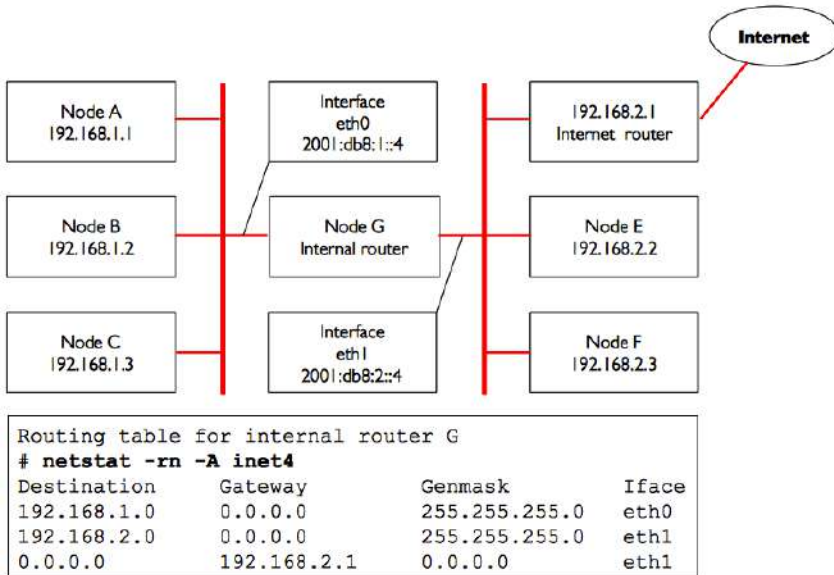 Internet
Node A
192.168.1.1
Interface
eth0
2001:db8:1::4
192.168.2.1
Internet router
Node B
192.168.1.2
Node G
Internal router
Node E
192.168.2.2
Node C
192.168.1.3
Interface
eth1
2001:db8:2::4
Node F
192.168.2.3
Routing table for internal router G
# netstat -rn -A inet4
Destination Gateway Genmask Iface
192.168.1.0 0.0.0.0 255.255.255.0 eth0
192.168.2.0 0.0.0.0 255.255.255.0 eth1
0.0.0.0 192.168.2.1 0.0.0.0 eth1